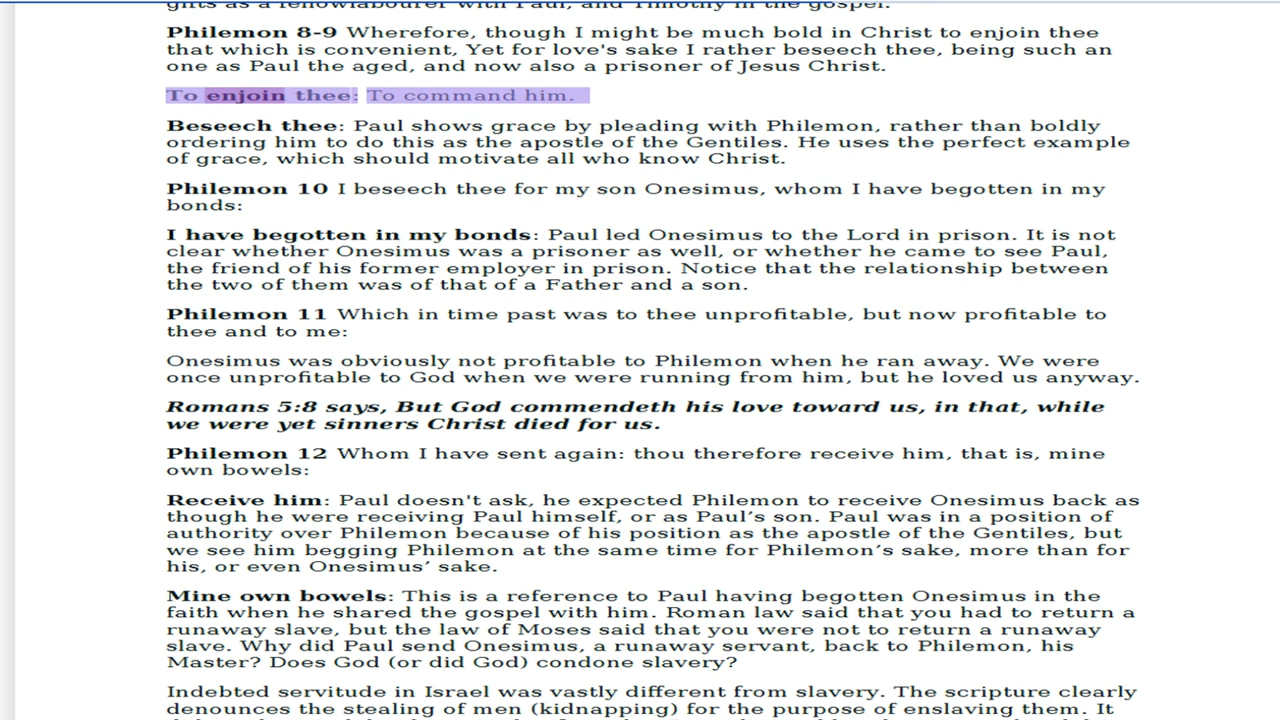 gifts as a fellowlabourer with Paul, and Timothy in the gospel.
Philemon 8-9 Wherefore, though I might be much bold in Christ to enjoin thee
that which is convenient, Yet for love's sake I rather beseech thee, being such an
one as Paul the aged, and now also a prisoner of Jesus Christ.
To enjoin thee: To command him.
Beseech thee: Paul shows grace by pleading with Philemon, rather than boldly
ordering him to do this as the apostle of the Gentiles. He uses the perfect example
of grace, which should motivate all who know Christ.
Philemon 10 I beseech thee for my son Onesimus, whom I have begotten in my
bonds:
I have begotten in my bonds: Paul led Onesimus to the Lord in prison. It is not
clear whether Onesimus was a prisoner as well, or whether he came to see Paul,
the friend of his former employer in prison. Notice that the relationship between
the two of them was of that of a Father and a son.
Philemon 11 Which in time past was to thee unprofitable, but now profitable to
thee and to me:
Onesimus was obviously not profitable to Philemon when he ran away. We were
once unprofitable to God when we were running from him, but he loved us anyway.
Romans 5:8 says, But God commendeth his love toward us, in that, while
we were yet sinners Christ died for us.
Philemon 12 Whom I have sent again: thou therefore receive him, that is, mine
own bowels:
Receive him: Paul doesn't ask, he expected Philemon to receive Onesimus back as
though he were receiving Paul himself, or as Paul’s son. Paul was in a position of
authority over Philemon because of his position as the apostle of the Gentiles, but
we see him begging Philemon at the same time for Philemon’s sake, more than for
his, or even Onesimus’ sake.
Mine own bowels: This is a reference to Paul having begotten Onesimus in the
faith when he shared the gospel with him. Roman law said that you had to return a
runaway slave, but the law of Moses said that you were not to return a runaway
slave. Why did Paul send Onesimus, a runaway servant, back to Philemon, his
Master? Does God (or did God) condone slavery?
Indebted servitude in Israel was vastly different from slavery. The scripture clearly
denounces the stealing of men (kidnapping) for the purpose of enslaving them. It